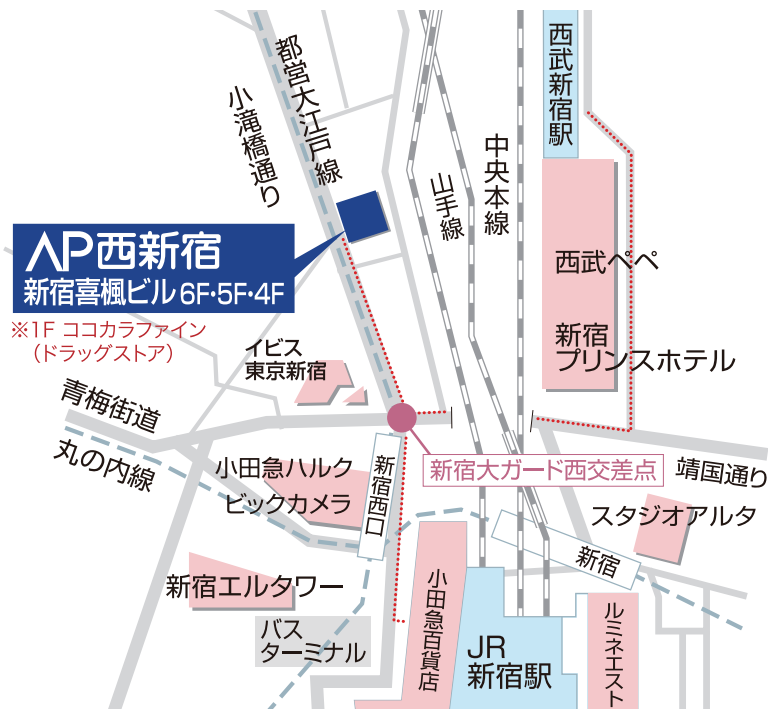 都営大江戸線
小滝橋通り
山手線
中央本線
西武新宿駅
AP西新宿
新宿喜楓ビル6F・5F・4F
※1F ココカラファイン
（ドラッグストア）
西武ペペ
新宿
プリンスホテル
イビス
東京新宿
青梅街道
丸の内線
小田急ハルク
ビックカメラ
新宿西口
新宿大ガード西交差点
靖国通り
スタジオアルタ
新宿
新宿エルタワー
バス
ターミナル
小田急百貨店
JR
新宿駅
ルミネエスト